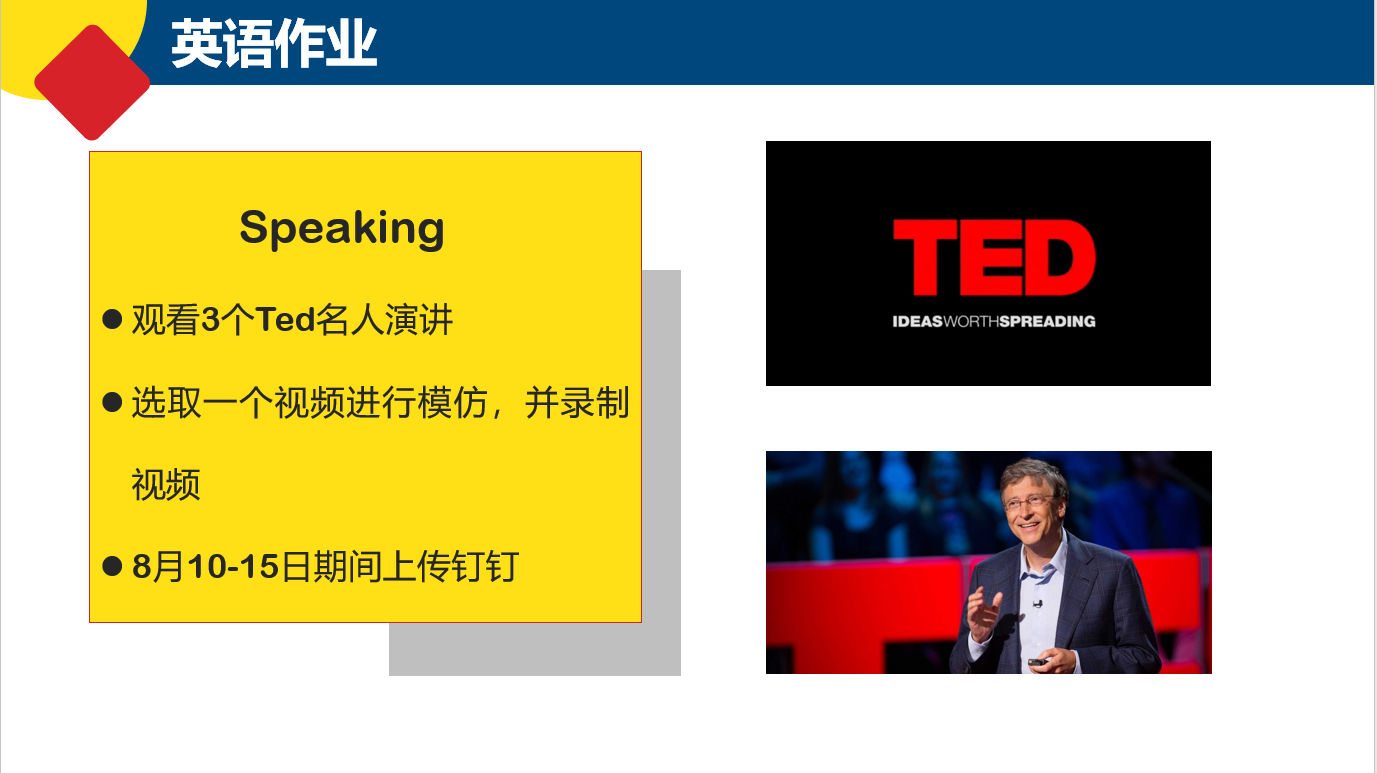 英语作业
Speaking
观看3个Ted名人演讲
选取一个视频进行模仿，并录制
视频
8月10-15日期间上传钉钉
TED
IDEASWORTHSPREADING